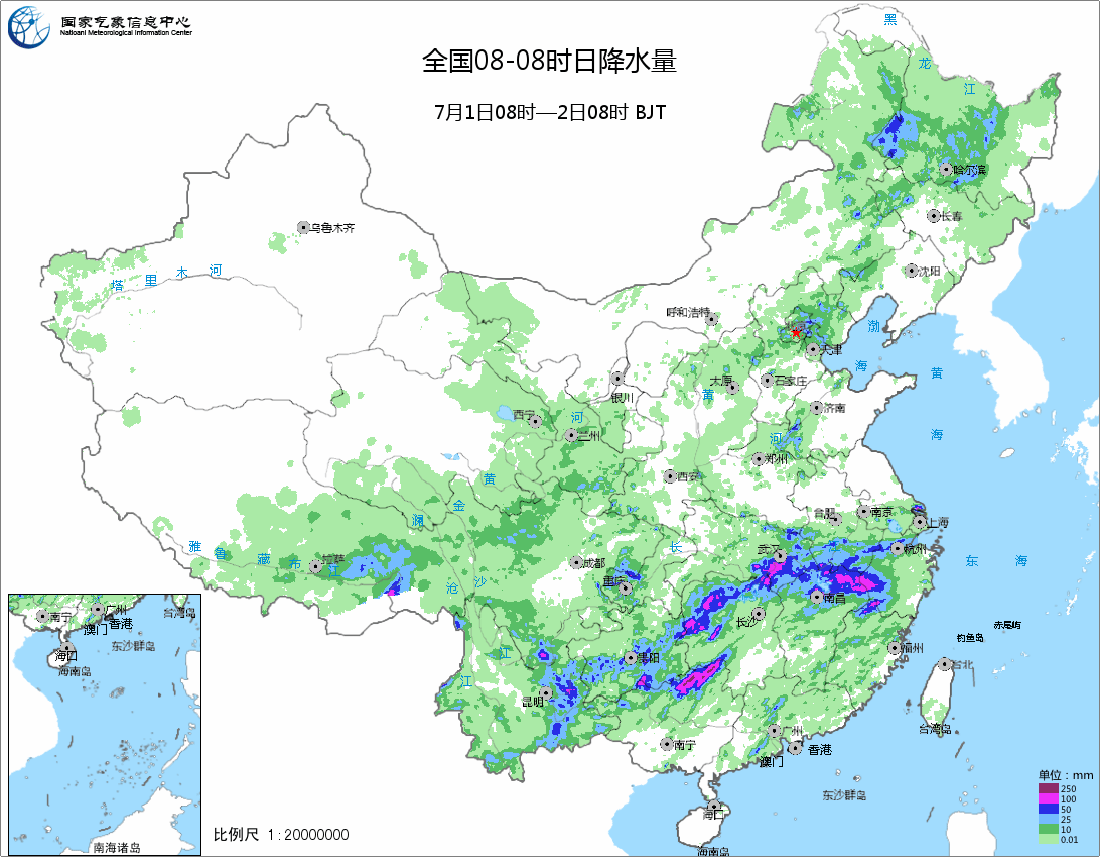 国家气象信息中心
Natioanl Meteorological Information Center
全国08-08时日降水量
7月1日08时—2日08时 BJT
黑
龙
江
哈尔滨
长春
乌鲁木齐
沈阳
塔 里 木 河
呼和浩特
北京
渤
天津
海
黄
太原
石家庄
银川
黄
济南
西宁
河
兰州
河
海
郑州
西安
黄
金
澜
合肥
南京
上海
雅 鲁 藏 布 江
拉萨
长
武汉
江
杭州
东 海
成都
重庆
沧
沙
南昌
长沙
赤尾屿
钓鱼岛
江
贵阳
福州
台北
江
昆明
广州
台湾岛
南宁
香港
澳门
东沙群岛
海口
海南岛
单位：mm
250
100
50
25
10
0.01
南宁
广州
台湾岛
澳门
香港
东沙群岛
海口
海南岛
南海诸岛
比例尺 1:20000000